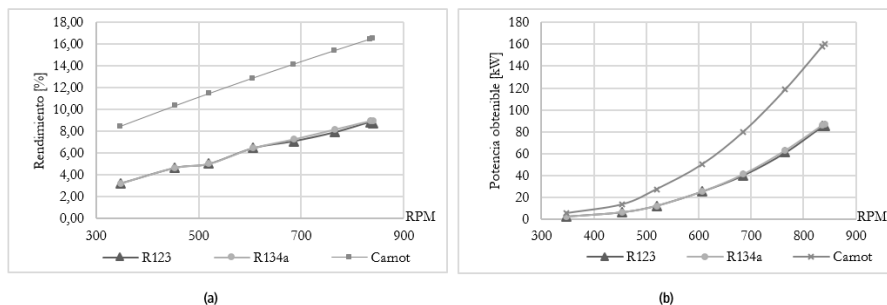 18,00
16,00
14,00
12,00
10,00
8,00
6,00
4,00
2,00
0,00
Rendimiento [%]
300
500
700
900
RPM
R123
R134a
Carnot
(a)
180
160
140
120
100
80
60
40
20
0
Potencia obtenible [kW]
300
400
500
600
700
800
900
RPM
R123
R134a
Carnot
(b)